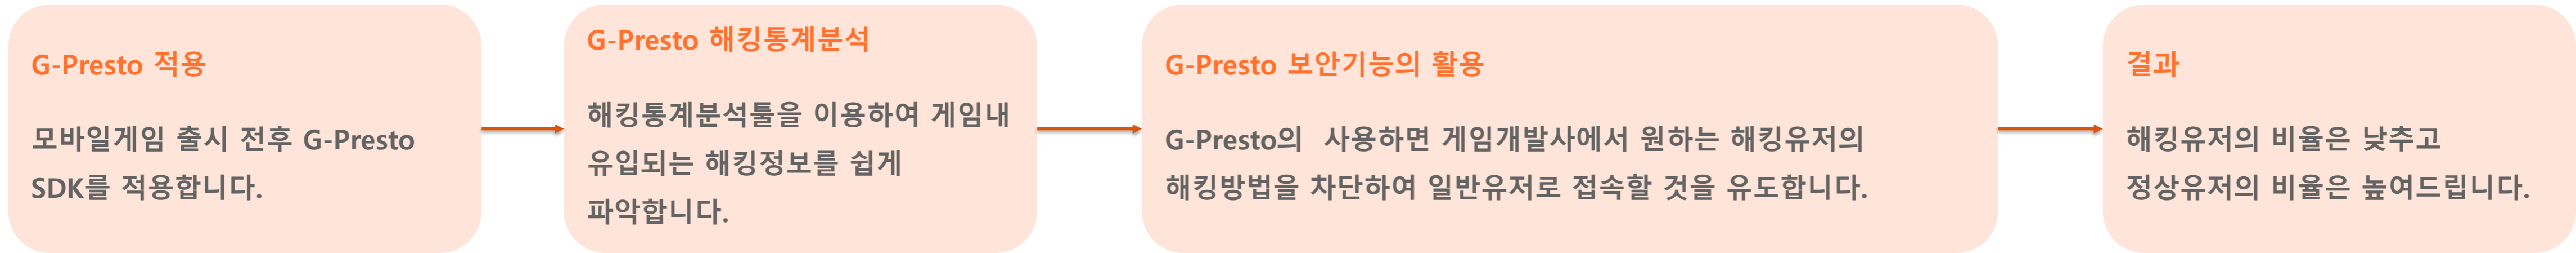 G-Presto 적용
모바일게임 출시 전후 G-Presto
SDK를 적용합니다.
G-Presto 해킹통계분석
해킹통계분석툴을 이용하여 게임내
유입되는 해킹정보를 쉽게
파악합니다.
G-Presto 보안기능의 활용
G-Presto의  사용하면 게임개발사에서 원하는 해킹유저의
해킹방법을 차단하여 일반유저로 접속할 것을 유도합니다.
결과
해킹유저의 비율은 낮추고
정상유저의 비율은 높여드립니다.